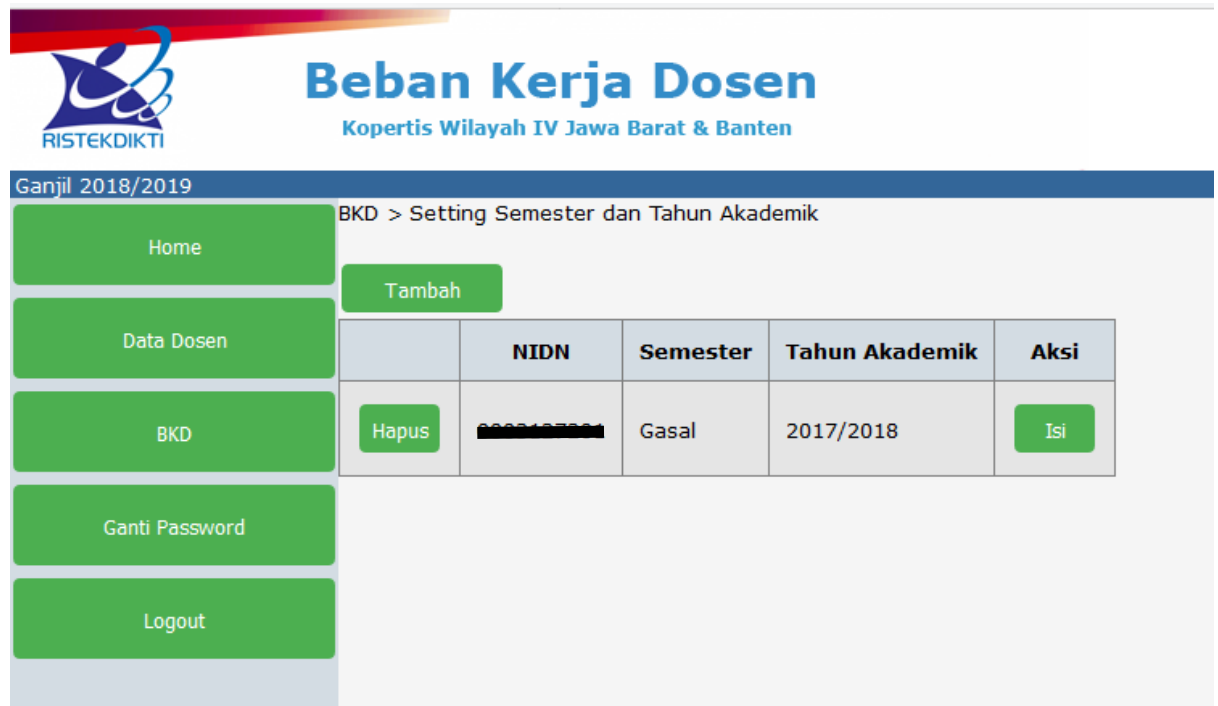 RISTEKDIKTI
Beban Kerja Dosen
Kopertis Wilayah IV Jawa Barat & Banten
Ganjil 2018/2019
Home
Data Dosen
BKD
Ganti Password
Logout
BKD > Setting Semester dan Tahun Akademik
Tambah
NIDN Semester Tahun Akademik Aksi
Hapus Gasal 2017/2018 Isi